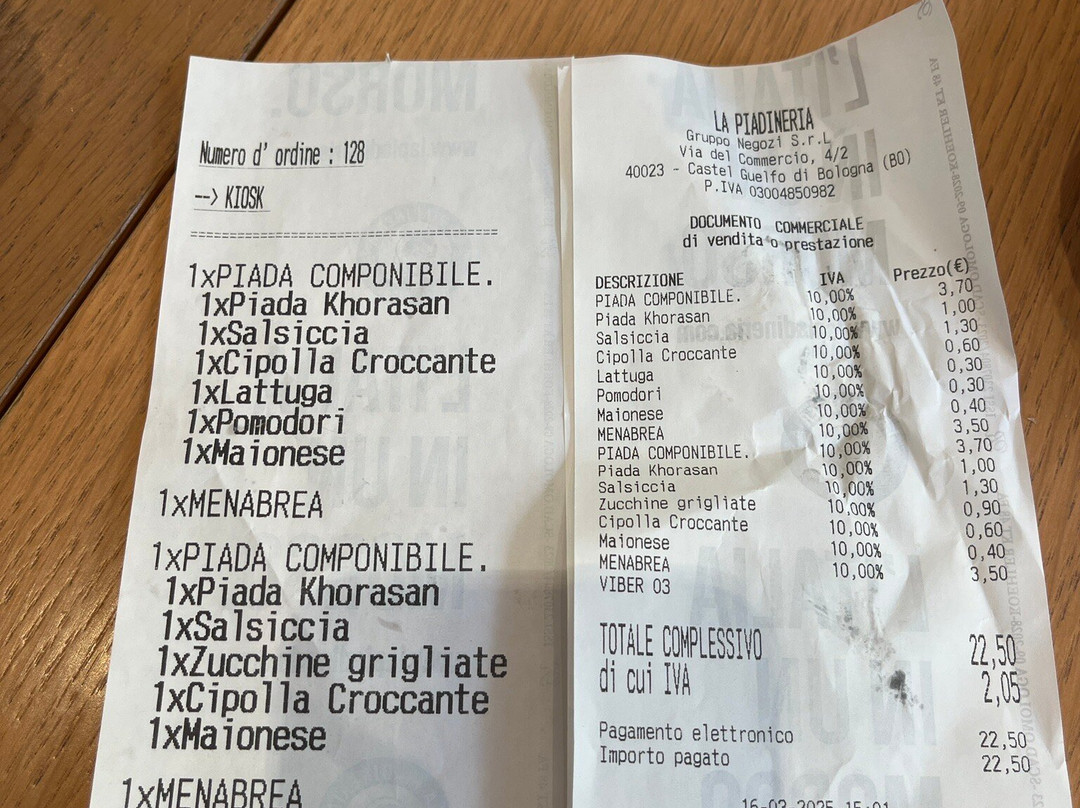 Numero d' ordine : 128
--> KIOSK
================================================
1xPIADA COMPONIBILE.
1xPiada Khorasan
1xSalsiccia
1xCipolla Croccante
1xLattuga
1xPomodori
1xMaionese
1xMENABREA
1xPIADA COMPONIBILE.
1xPiada Khorasan
1xSalsiccia
1xZucchine grigliate
1xCipolla Croccante
1xMaionese
1xMENABREA
LA PIADINERIA
Gruppo Negozi S.r.L
Via del Commercio, 4/2
40023 - Castel Guelfo di Bologna (BO)
P.IVA 03004850982
DOCUMENTO COMMERCIALE
di vendita o prestazione
DESCRIZIONE IVA Prezzo(€)
PIADA COMPONIBILE. 10,00% 3,70
Piada Khorasan 10,00% 1,00
Salsiccia 10,00% 1,30
Cipolla Croccante 10,00% 0,60
Lattuga 10,00% 0,30
Pomodori 10,00% 0,30
Maionese 10,00% 0,40
MENABREA 10,00% 3,50
PIADA COMPONIBILE. 10,00% 3,70
Piada Khorasan 10,00% 1,00
Salsiccia 10,00% 1,30
Zucchine grigliate 10,00% 0,90
Cipolla Croccante 10,00% 0,60
Maionese 10,00% 0,40
MENABREA 10,00% 3,50
VIBER 03
TOTALE COMPLESSIVO 22,50
di cui IVA 2,05
Pagamento elettronico 22,50
Importo pagato 22,50